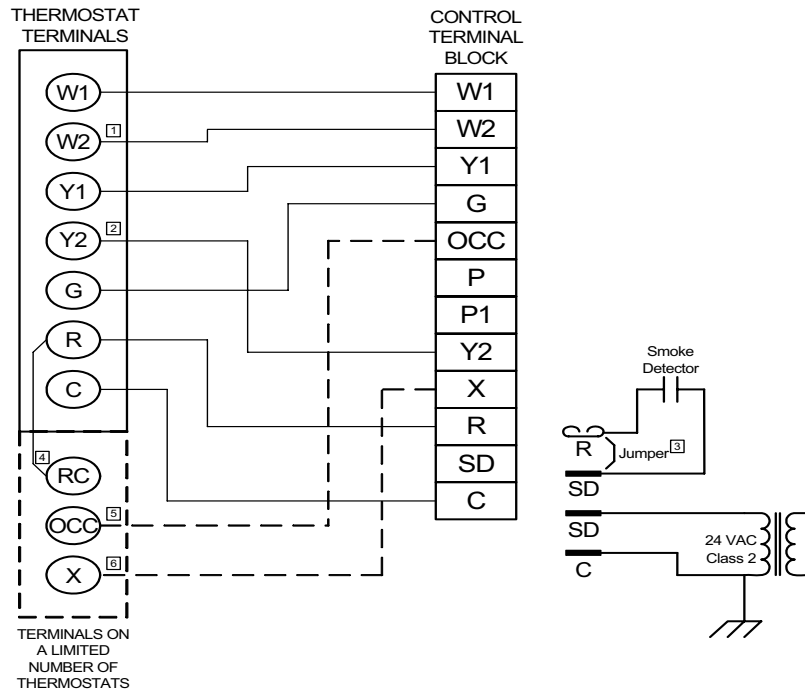 THERMOSTAT
TERMINALS
W1
W2 1
Y1
Y2 2
G
R
C
4
RC
OCC 5
X 6
TERMINALS ON
A LIMITED
NUMBER OF
THERMOSTATS
CONTROL
TERMINAL
BLOCK
W1
W2
Y1
G
OCC
P
P1
Y2
X
R
SD
C
Smoke
Detector
R
Jumper 3
SD
SD
24 VAC
Class 2
C